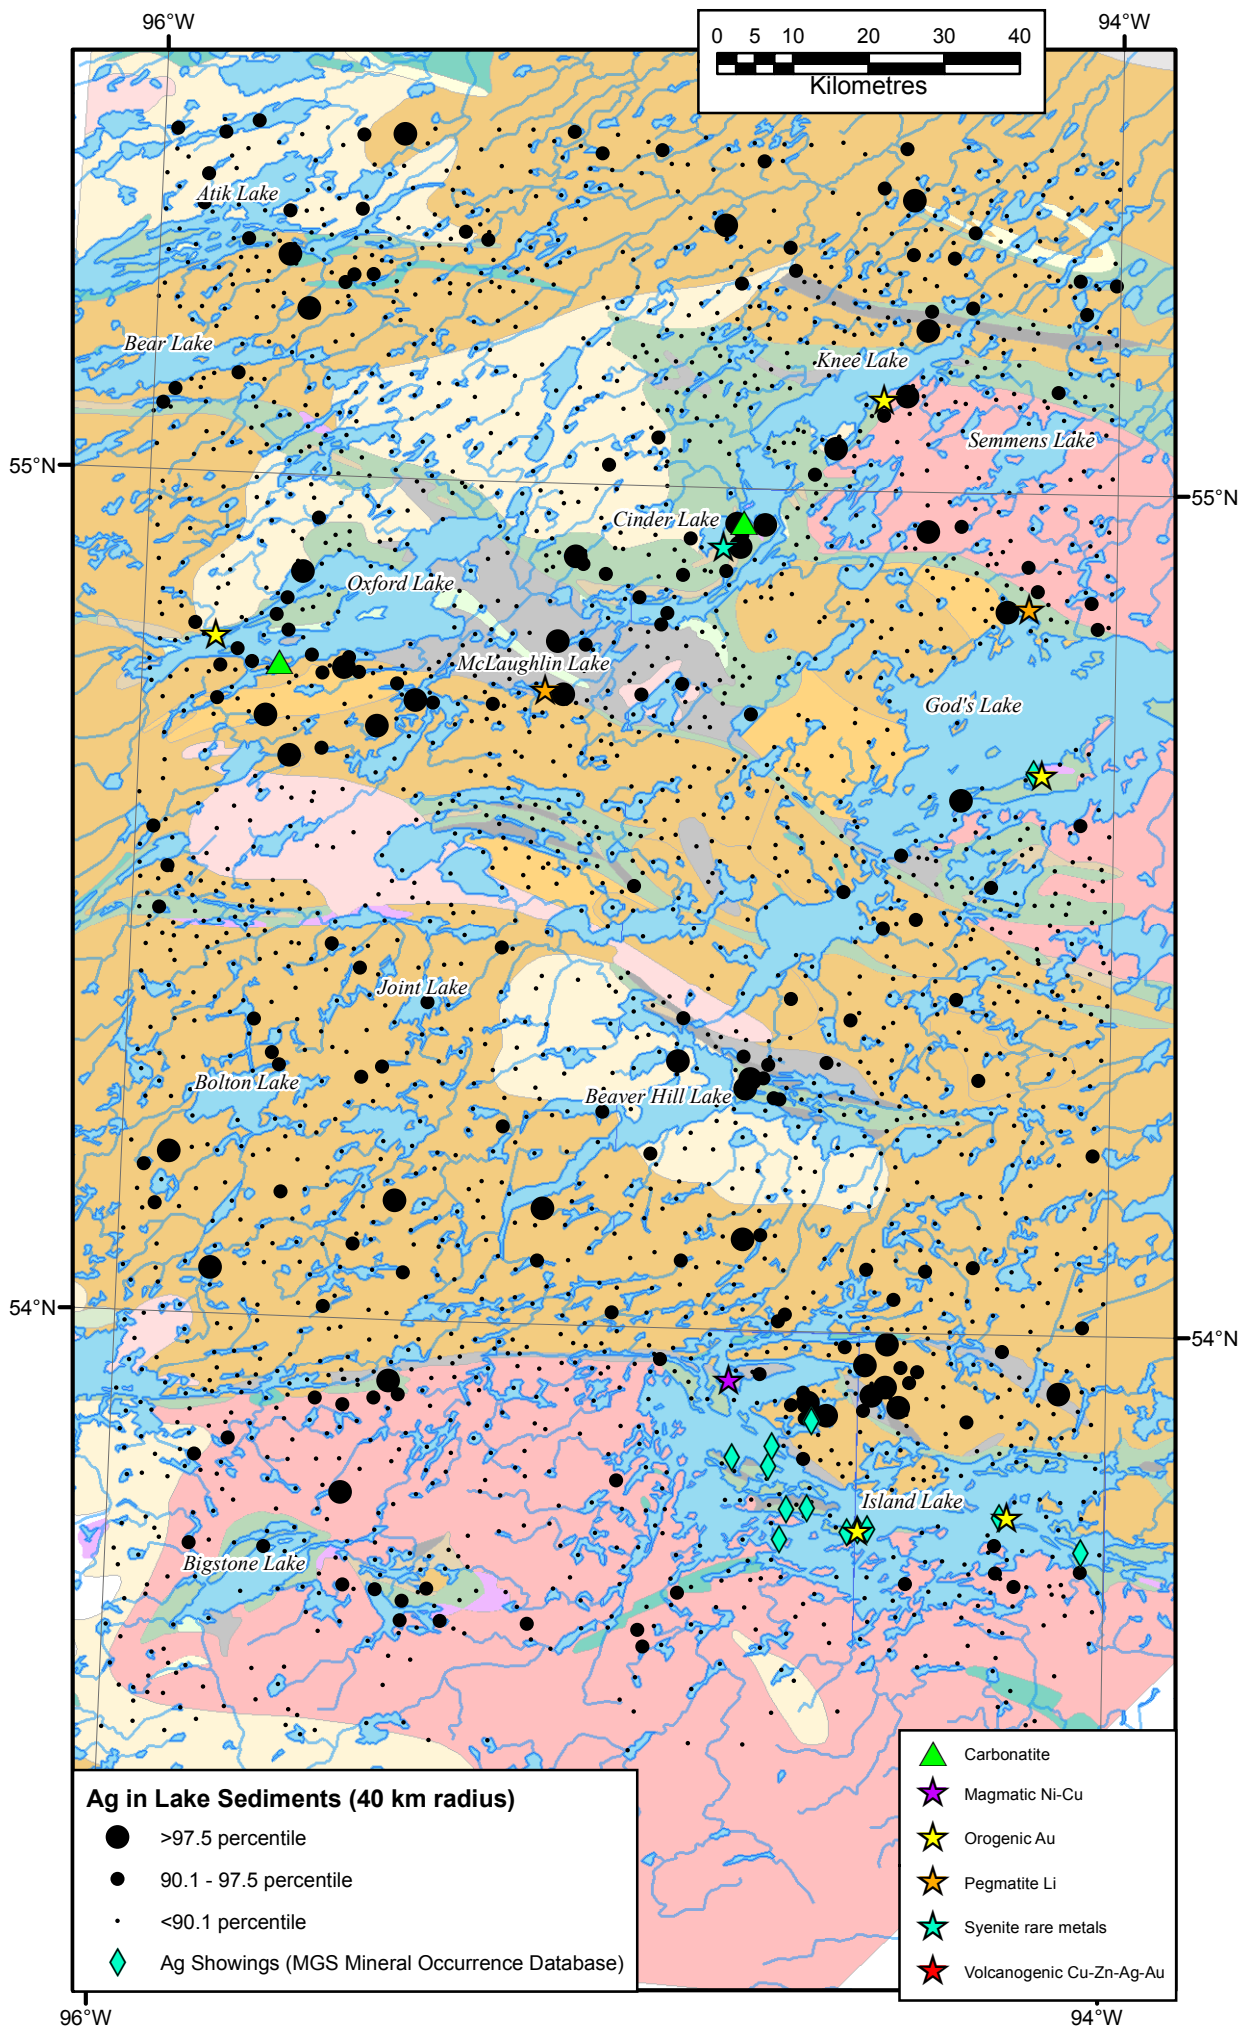 96°W
94°W
0 5 10 20 30 40
Kilometres
Atik Lake
Bear Lake
Knee Lake
Semmens Lake
55°N
55°N
Cinder Lake
Oxford Lake
McLaughlin Lake
God's Lake
Joint Lake
Bolton Lake
Beaver Hill Lake
54°N
54°N
Island Lake
Bigstone Lake
Ag in Lake Sediments (40 km radius)
>97.5 percentile
90.1 - 97.5 percentile
<90.1 percentile
Ag Showings (MGS Mineral Occurrence Database)
Carbonatite
Magmatic Ni-Cu
Orogenic Au
Pegmatite Li
Syenite rare metals
Volcanogenic Cu-Zn-Ag-Au
96°W
94°W